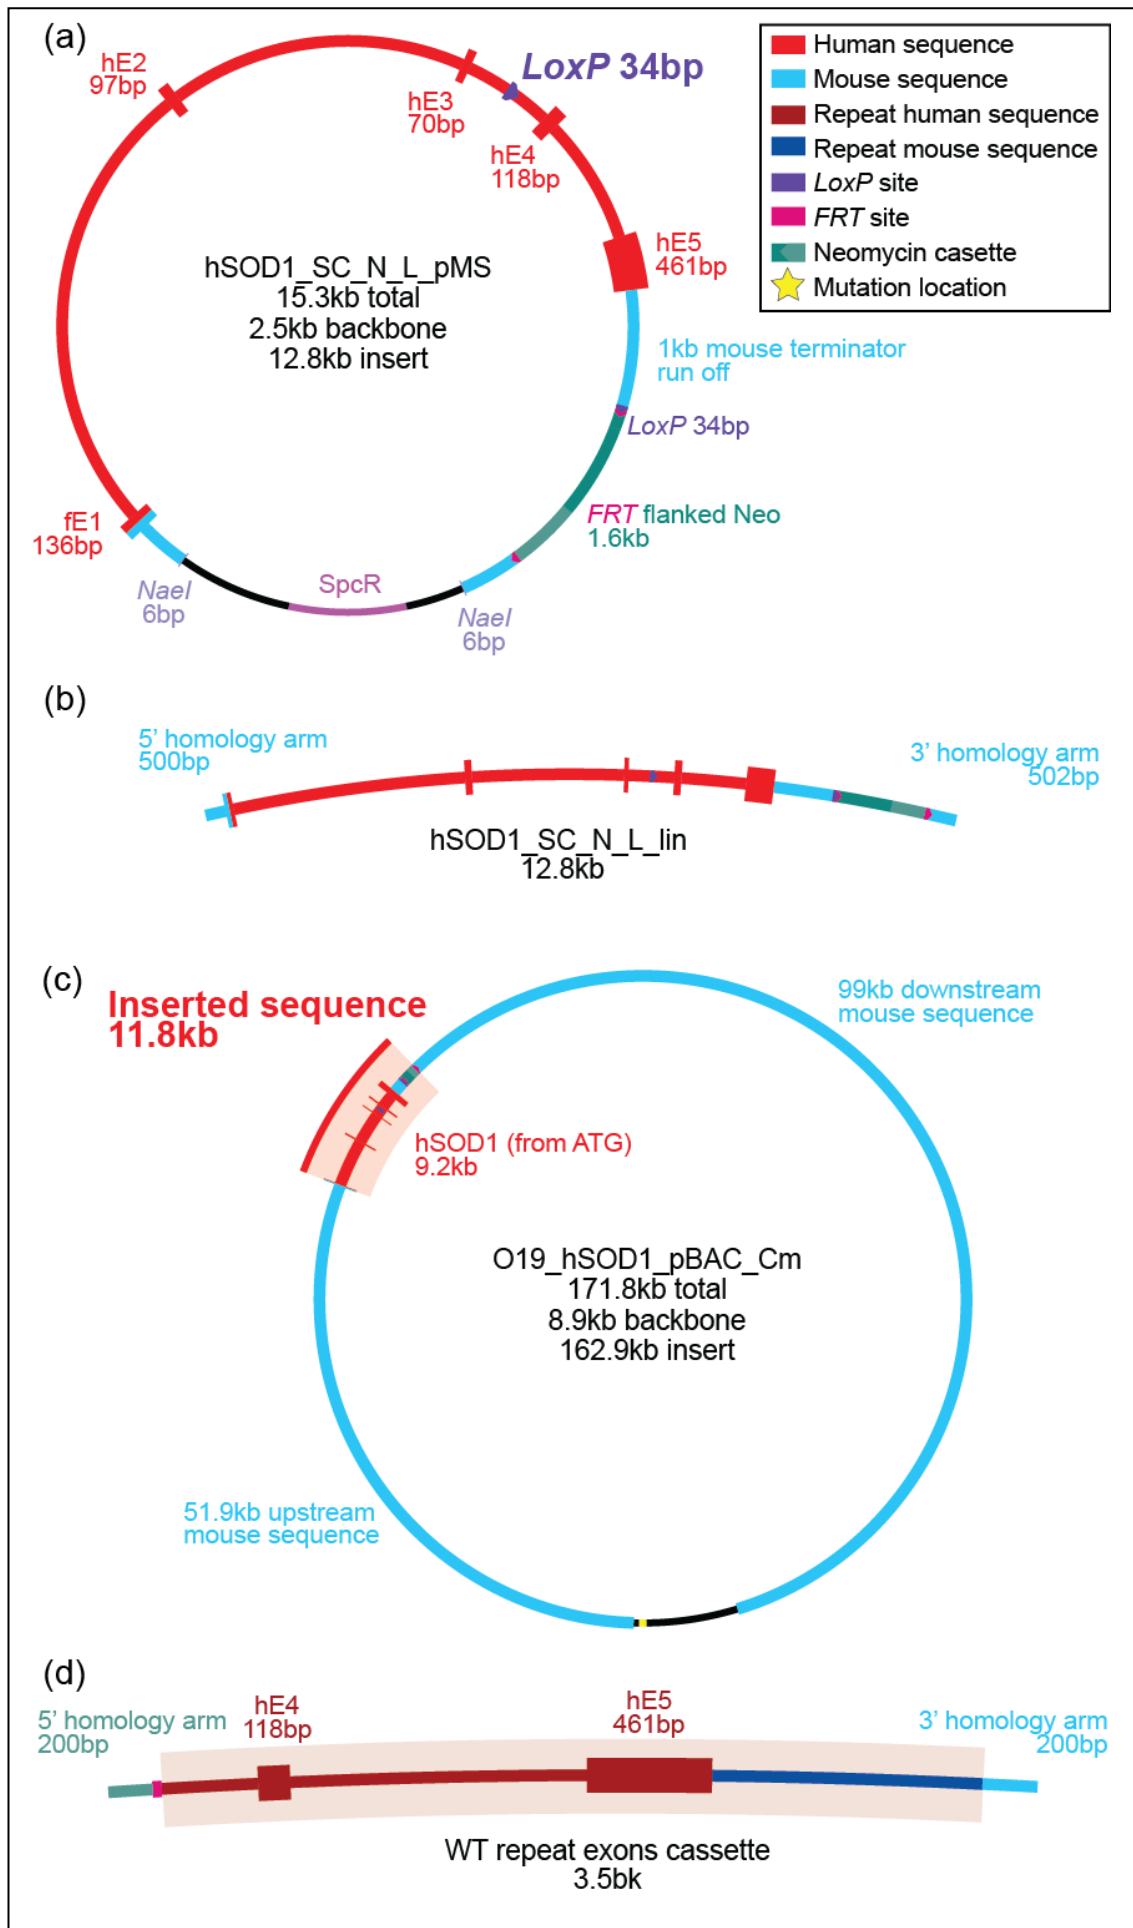 (a)
hE2
97bp
hE3
70bp
LoxP 34bp
hE4
118bp
hE5
461bp
Human sequence
Mouse sequence
Repeat human sequence
Repeat mouse sequence
LoxP site
FRT site
Neomycin casette
Mutation location
hSOD1_SC_N_L_pMS
15.3kb total
2.5kb backbone
12.8kb insert
1kb mouse terminator
run off
LoxP 34bp
FRT flanked Neo
1.6kb
fE1
136bp
NaeI
6bp
SpcR
NaeI
6bp
(b)
5' homology arm
500bp
3' homology arm
502bp
hSOD1_SC_N_L_lin
12.8kb
(c)
Inserted sequence
11.8kb
99kb downstream
mouse sequence
hSOD1 (from ATG)
9.2kb
O19_hSOD1_pBAC_Cm
171.8kb total
8.9kb backbone
162.9kb insert
51.9kb upstream
mouse sequence
(d)
5' homology arm
200bp
hE4
118bp
hE5
461bp
3' homology arm
200bp
WT repeat exons cassette
3.5bk